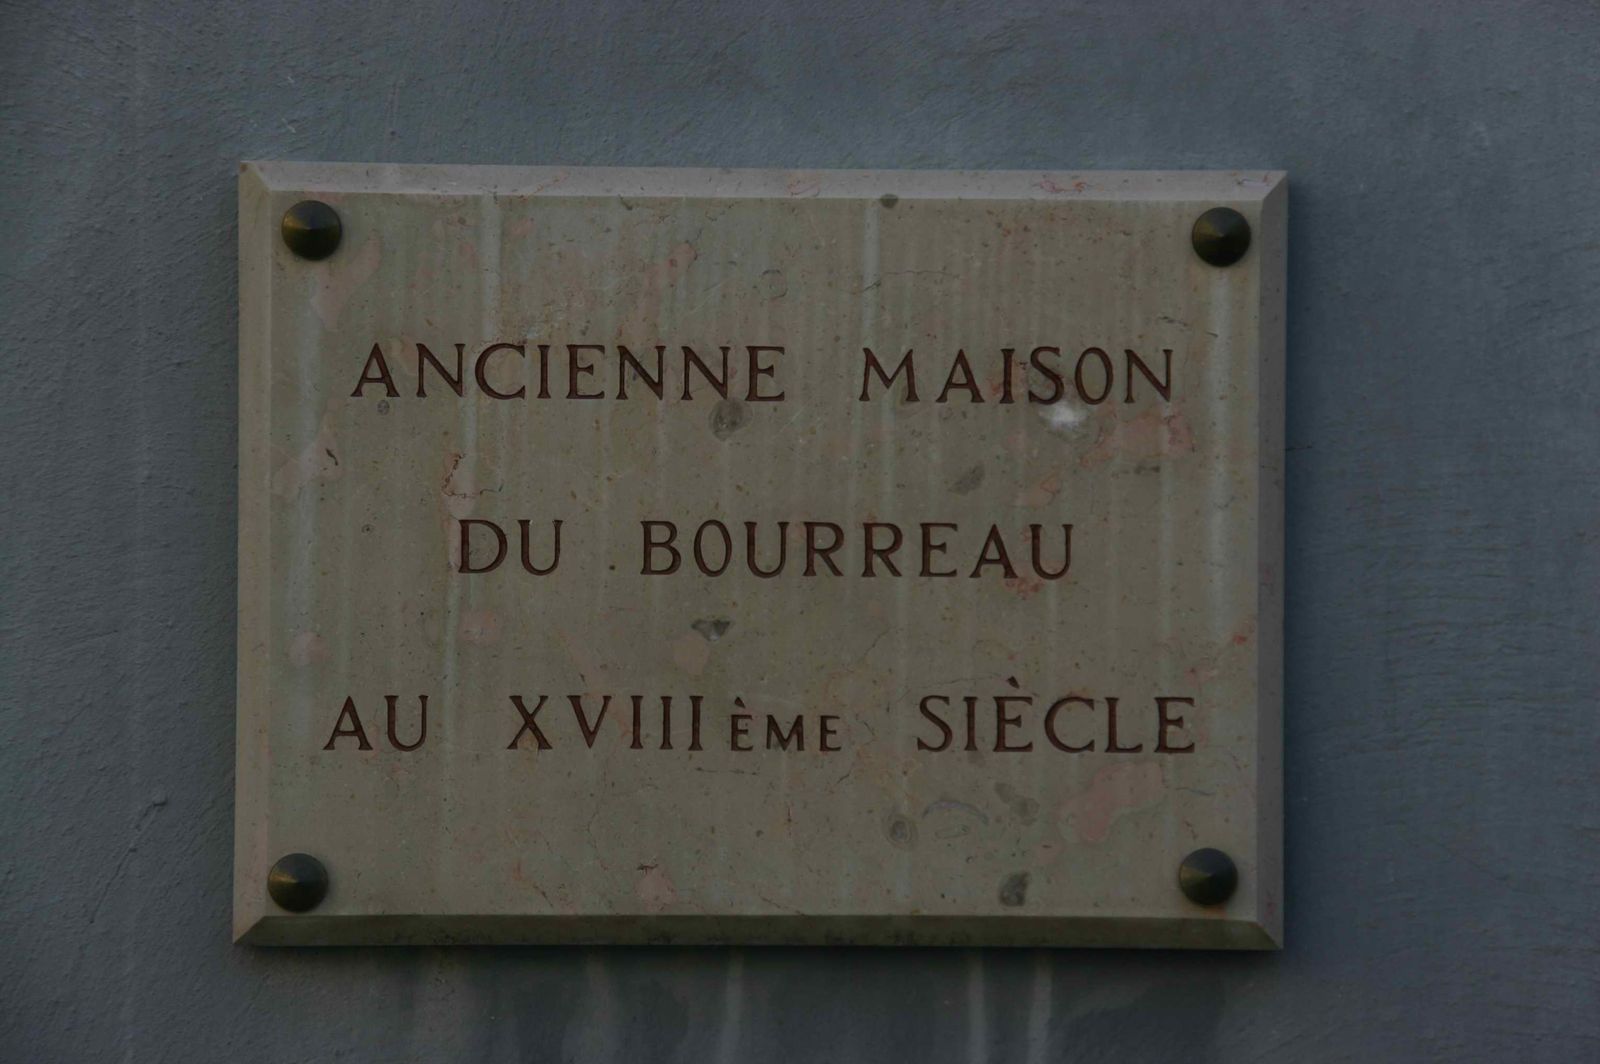 ANCIENNE MAISON
DU BOURREAU
AU XVIIIÈME SIÈCLE